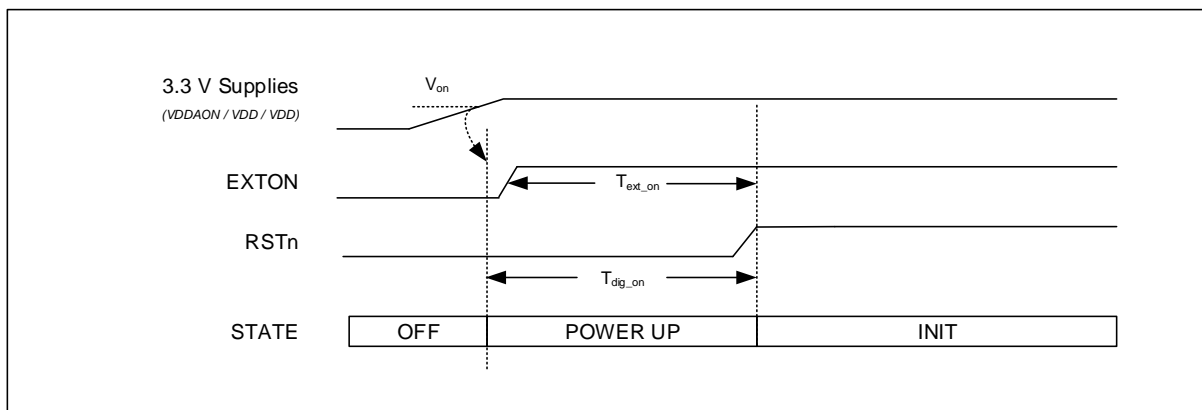 3.3 V Supplies
(VDDAON / VDD / VDD)
Von
EXTON
Text_on
RSTn
Tdig_on
STATE
OFF
POWER UP
INIT